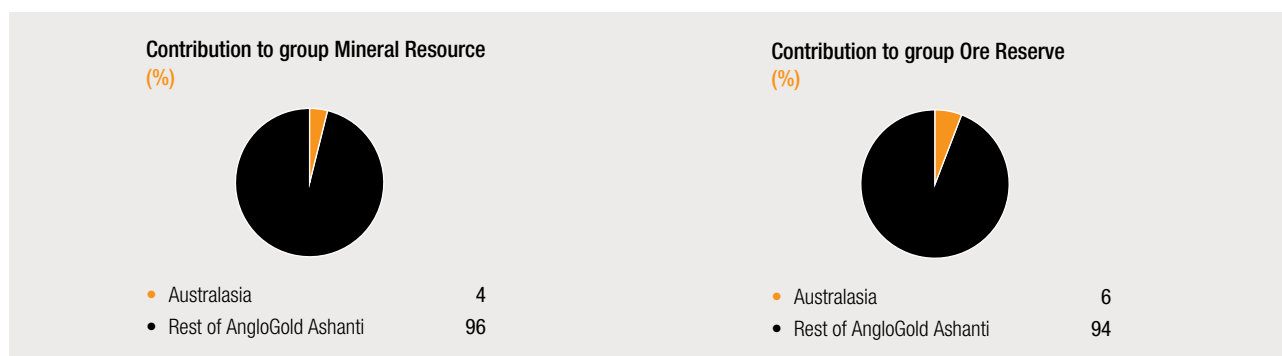 Contribution to group Mineral Resource
(%)
• Australasia 4
• Rest of AngloGold Ashanti 96
Contribution to group Ore Reserve
(%)
• Australasia 6
• Rest of AngloGold Ashanti 94